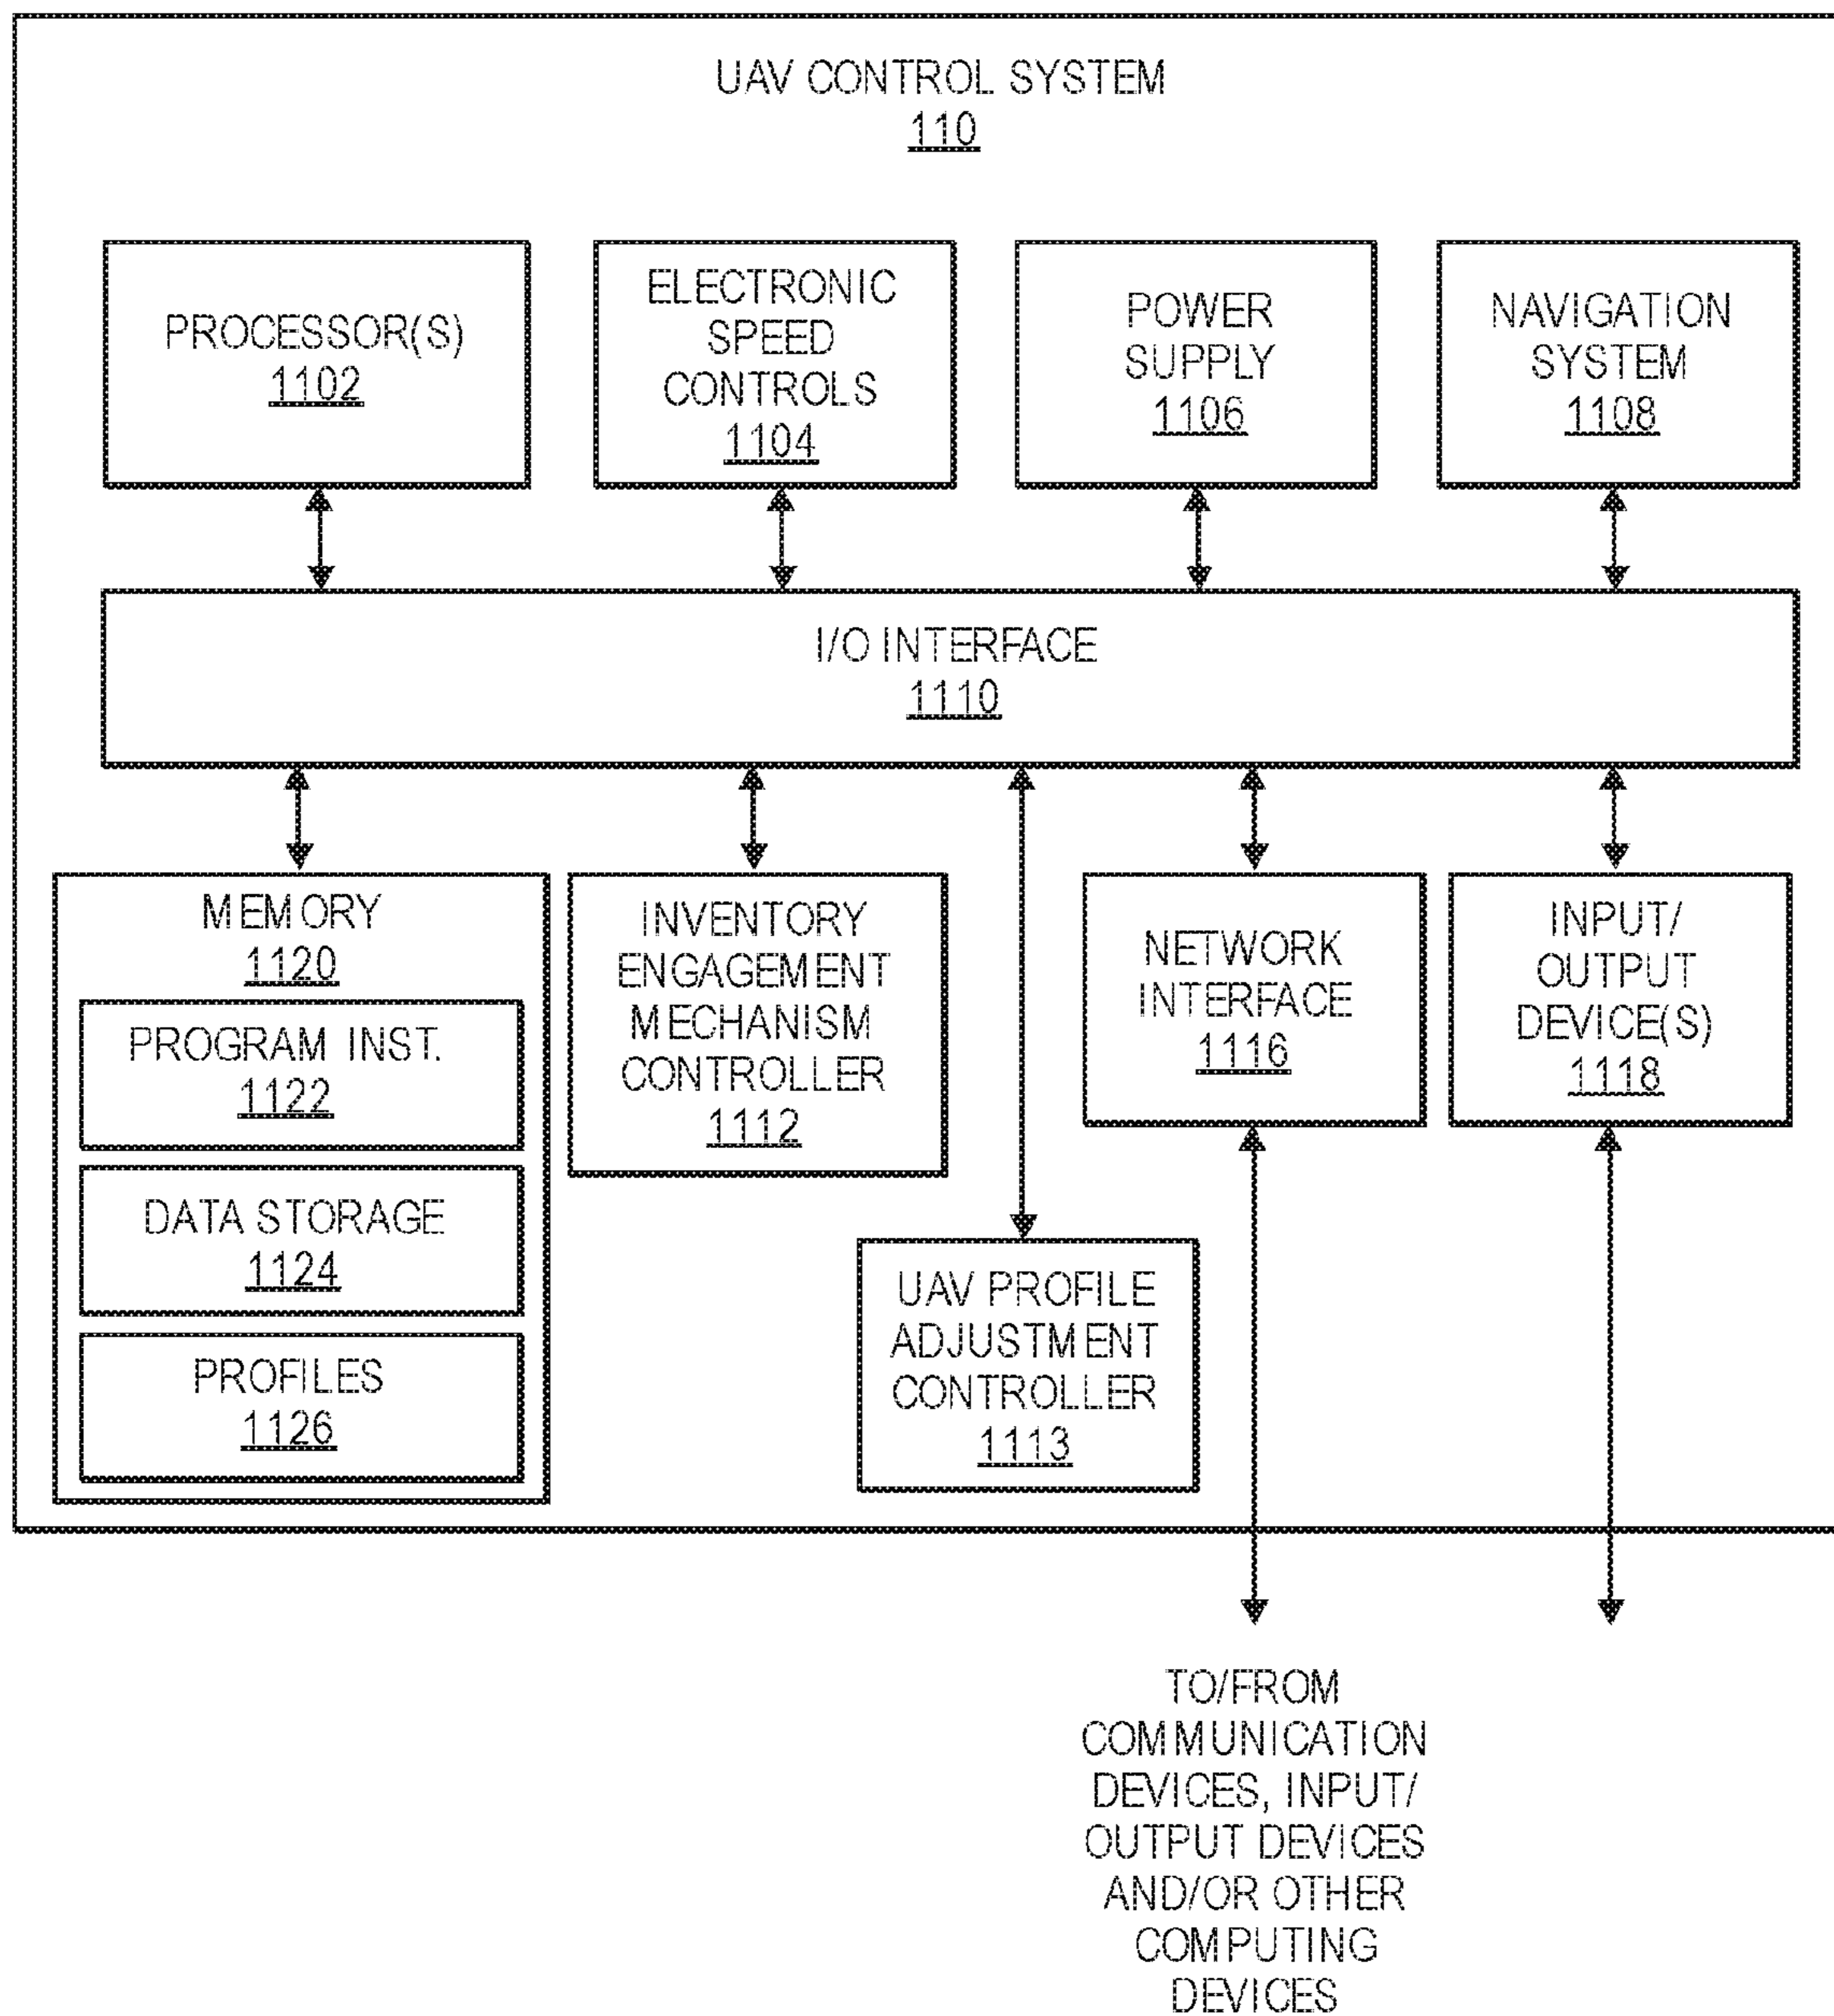 UAV CONTROL SYSTEM
110
PROCESSOR(S)
1102
ELECTRONIC
SPEED
CONTROLS
1104
POWER
SUPPLY
1106
NAVIGATION
SYSTEM
1108
I/O INTERFACE
1110
MEMORY
1120
PROGRAM INST.
1122
DATA STORAGE
1124
PROFILES
1126
INVENTORY
ENGAGEMENT
MECHANISM
CONTROLLER
1112
UAV PROFILE
ADJUSTMENT
CONTROLLER
1113
NETWORK
INTERFACE
1116
INPUT/
OUTPUT
DEVICE(S)
1118
TO/FROM
COMMUNICATION
DEVICES, INPUT/
OUTPUT DEVICES
AND/OR OTHER
COMPUTING
DEVICES